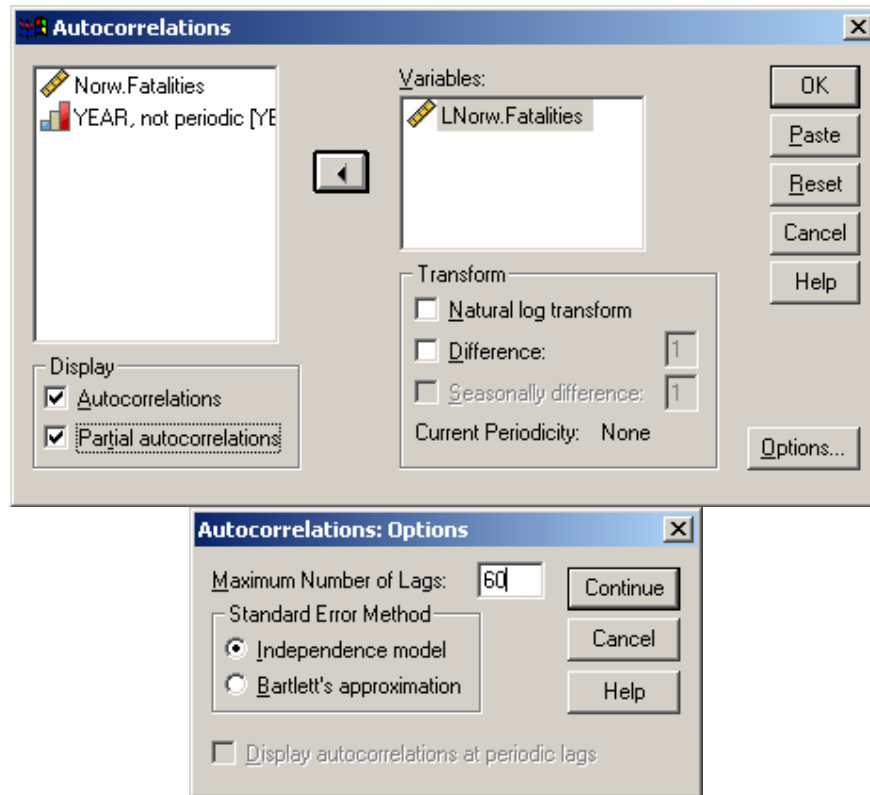 Autocorrelations
Norw.Fatalities
YEAR, not periodic [YE
Variables:
LNorw.Fatalities
OK
Paste
Reset
Cancel
Help
Transform
Natural log transform
Difference: 1
Seasonally difference: 1
Current Periodicity: None
Display
Autocorrelations
Partial autocorrelations
Options...
Autocorrelations: Options
Maximum Number of Lags: 60
Continue
Cancel
Help
Standard Error Method
Independence model
Bartlett's approximation
Display autocorrelations at periodic lags